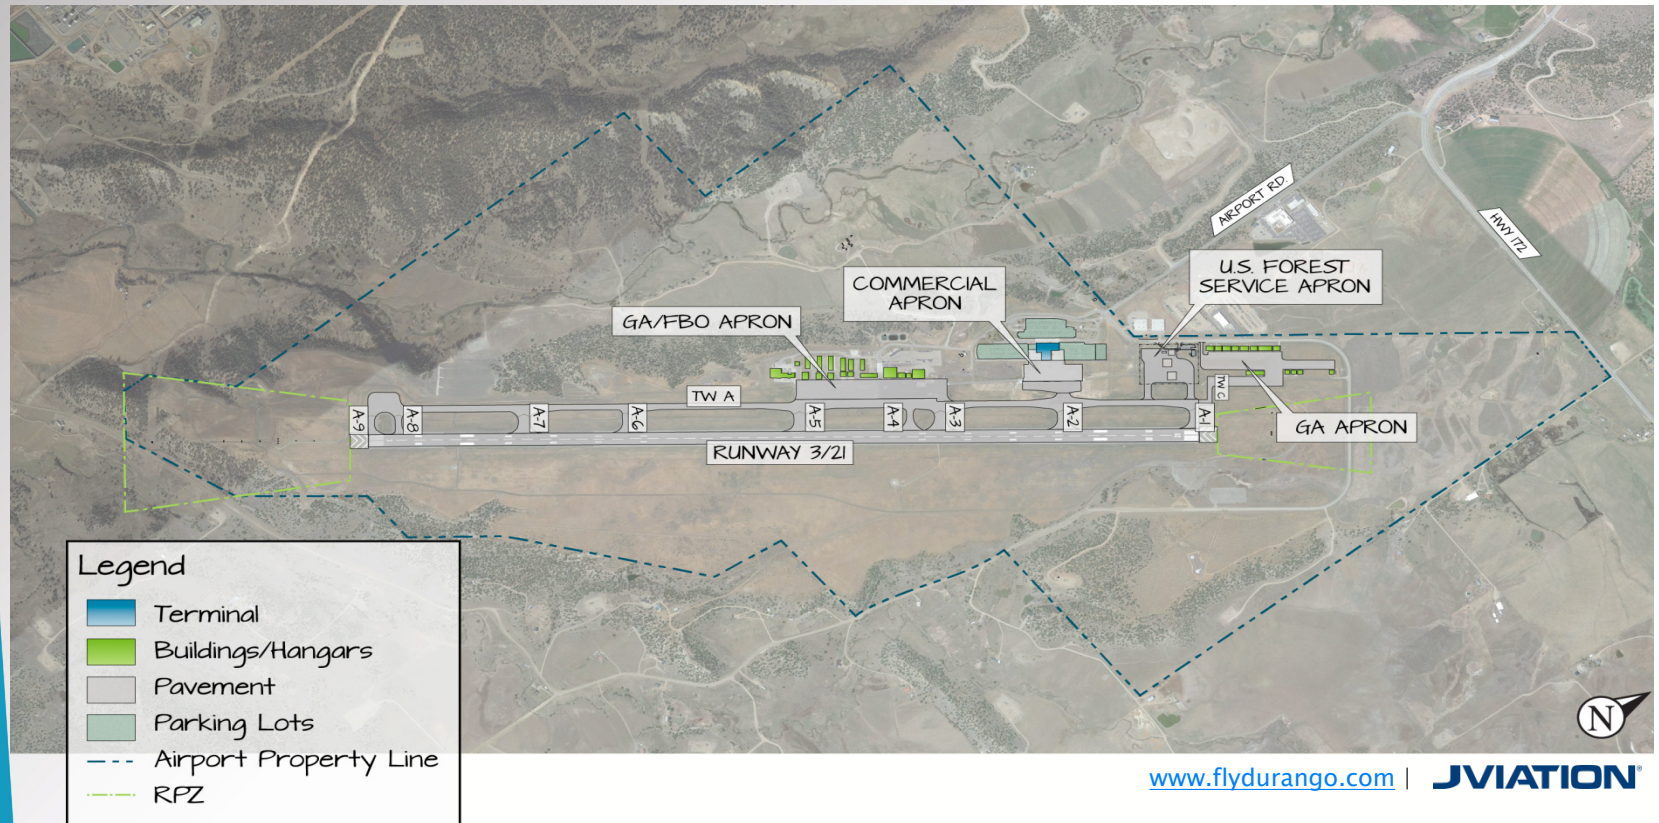 AIRPORT RD.
HWY 172
U.S. FOREST
SERVICE APRON
COMMERCIAL
APRON
GA/FBO APRON
TW A
TW C
A-9
A-8
A-7
A-6
A-5
A-4
A-3
A-2
A-1
GA APRON
RUNWAY 3/21
Legend
Terminal
Buildings/Hangars
Pavement
Parking Lots
Airport Property Line
RPZ
N
www.flydurango.com |
JVIATION®